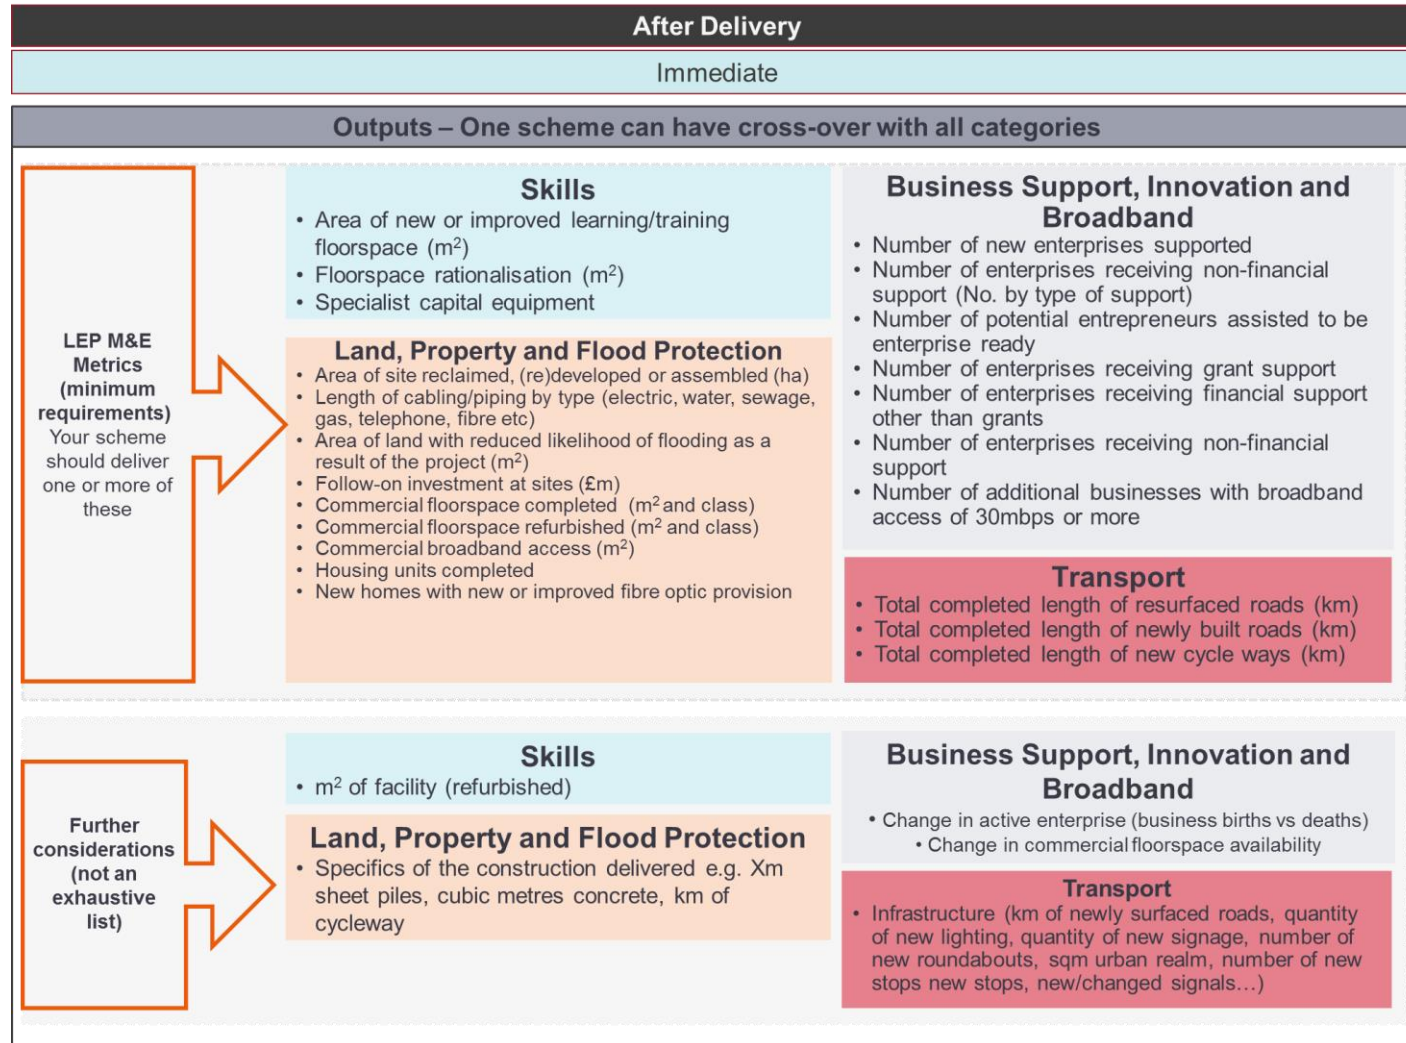 After Delivery
Immediate
Outputs – One scheme can have cross-over with all categories
LEP M&E
Metrics
(minimum
requirements)
Your scheme
should deliver
one or more of
these
Skills
• Area of new or improved learning/training
floorspace (m²)
• Floorspace rationalisation (m²)
• Specialist capital equipment
Land, Property and Flood Protection
• Area of site reclaimed, (re)developed or assembled (ha)
• Length of cabling/piping by type (electric, water, sewage,
gas, telephone, fibre etc)
• Area of land with reduced likelihood of flooding as a
result of the project (m²)
• Follow-on investment at sites (£m)
• Commercial floorspace completed (m² and class)
• Commercial floorspace refurbished (m² and class)
• Commercial broadband access (m²)
• Housing units completed
• New homes with new or improved fibre optic provision
Business Support, Innovation and
Broadband
• Number of new enterprises supported
• Number of enterprises receiving non-financial
support (No. by type of support)
• Number of potential entrepreneurs assisted to be
enterprise ready
• Number of enterprises receiving grant support
• Number of enterprises receiving financial support
other than grants
• Number of enterprises receiving non-financial
support
• Number of additional businesses with broadband
access of 30mbps or more
Transport
• Total completed length of resurfaced roads (km)
• Total completed length of newly built roads (km)
• Total completed length of new cycle ways (km)
Further
considerations
(not an
exhaustive
list)
Skills
• m² of facility (refurbished)
Land, Property and Flood Protection
• Specifics of the construction delivered e.g. Xm
sheet piles, cubic metres concrete, km of
cycleway
Business Support, Innovation and
Broadband
• Change in active enterprise (business births vs deaths)
• Change in commercial floorspace availability
Transport
• Infrastructure (km of newly surfaced roads, quantity
of new lighting, quantity of new signage, number of
new roundabouts, sqm urban realm, number of new
stops new stops, new/changed signals…)